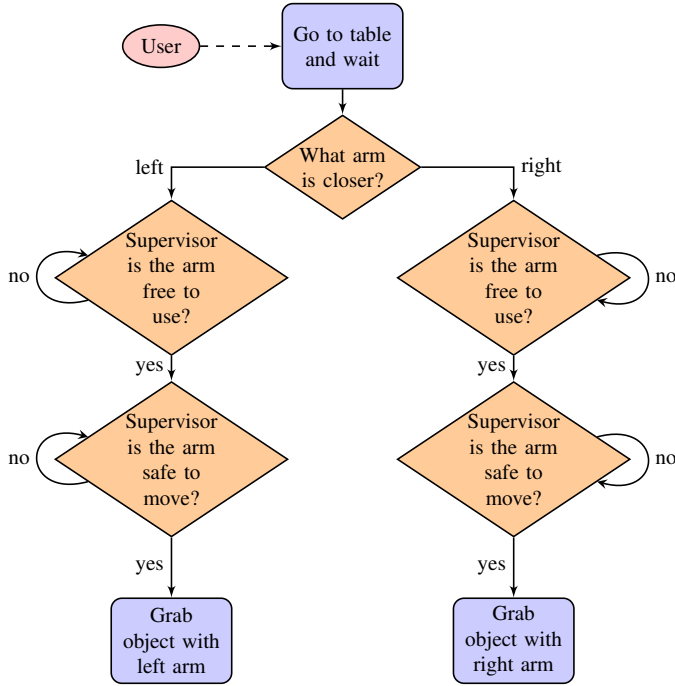 User
Go to table
and wait
What arm
is closer?
left
right
Supervisor
is the arm
free to
use?
no
Supervisor
is the arm
free to
use?
no
yes
yes
Supervisor
is the arm
safe to
move?
no
Supervisor
is the arm
safe to
move?
no
yes
yes
Grab
object with
left arm
Grab
object with
right arm